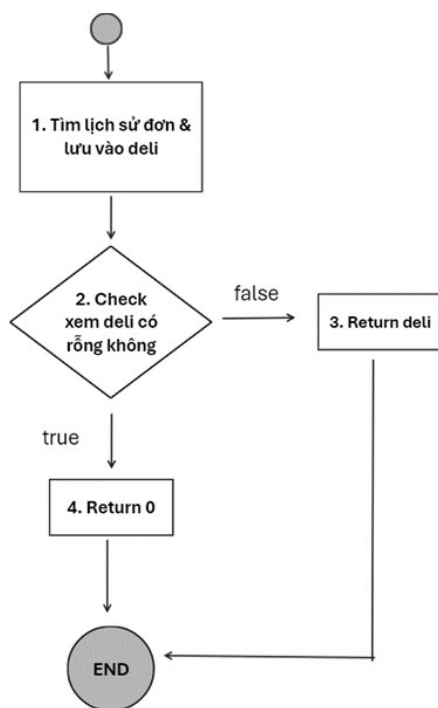 1. Tìm lịch sử đơn &
lưu vào deli
2. Check
xem deli có
rỗng không
false
3. Return deli
true
4. Return 0
END